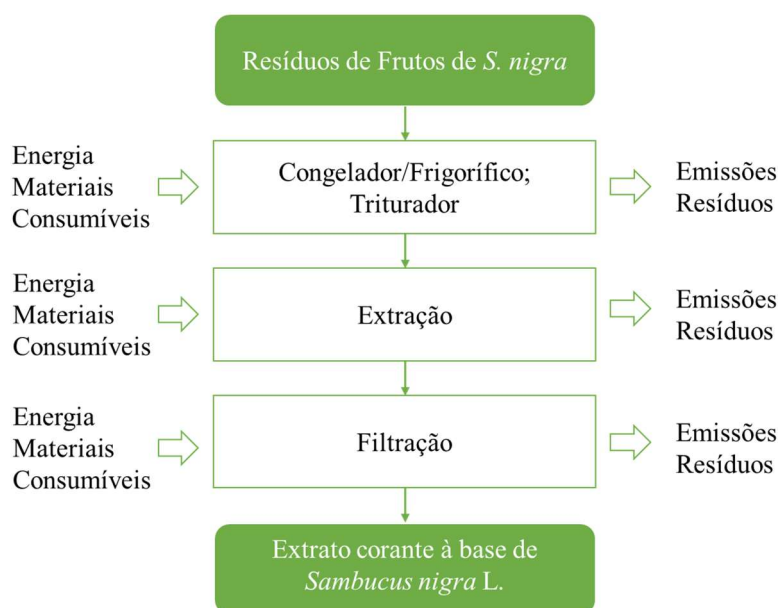 Resíduos de Frutos de S. nigra
Energia
Materiais
Consumíveis
Congelador/Frigorífico;
Triturador
Emissões
Resíduos
Energia
Materiais
Consumíveis
Extração
Emissões
Resíduos
Energia
Materiais
Consumíveis
Filtração
Emissões
Resíduos
Extrato corante à base de
Sambucus nigra L.